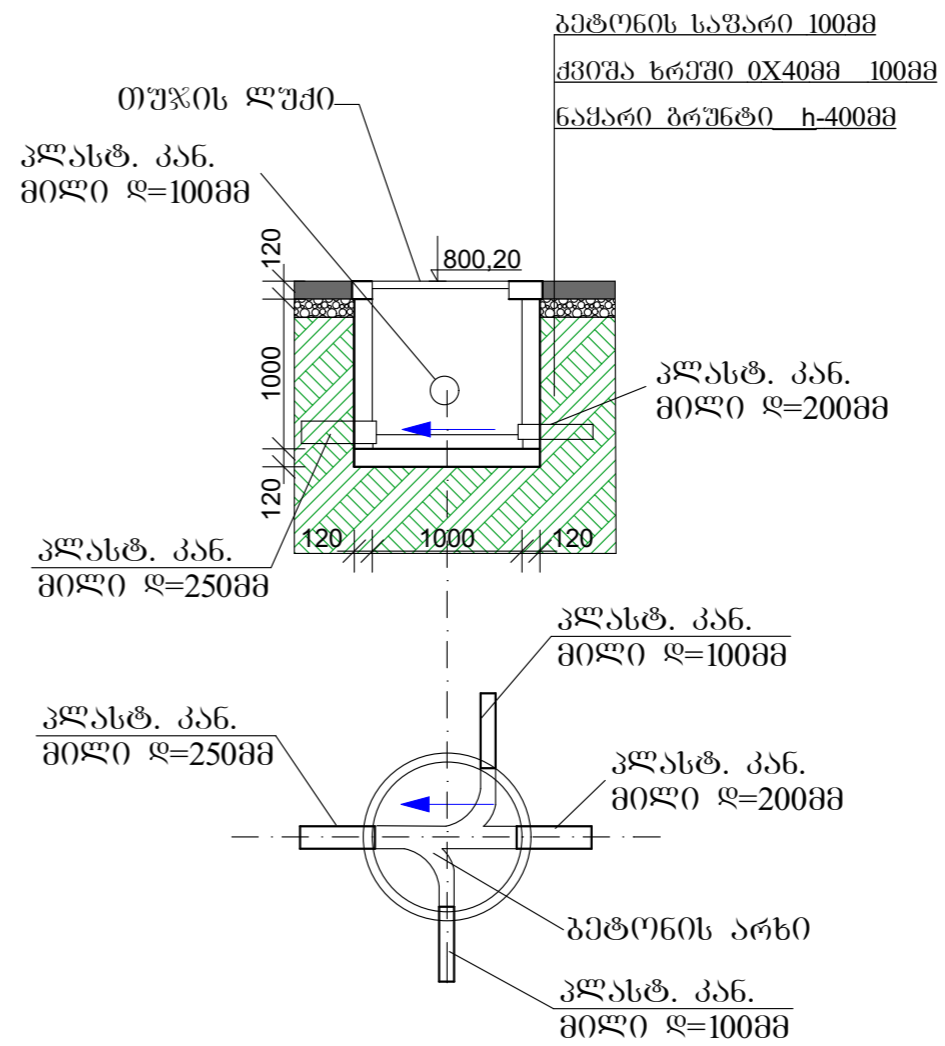 ბეტონის საფარი 100მმ
ქვიშა ხრეში 0X40მმ 100მმ
ნაყარი გრუნტი h-400მმ
თუჯის ლუქი
პლასტ. კან.
მილი დ=100მმ
120
800,20
1000
პლასტ. კან.
მილი დ=200მმ
120
120
1000
120
პლასტ. კან.
მილი დ=250მმ
პლასტ. კან.
მილი დ=100მმ
პლასტ. კან.
მილი დ=250მმ
პლასტ. კან.
მილი დ=200მმ
ბეტონის არხი
პლასტ. კან.
მილი დ=100მმ